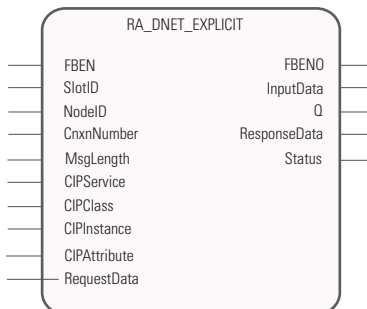 RA_DNET_EXPLICIT
FBEN FBENO
SlotID InputData
NodeID Q
CnxnNumber ResponseData
MsgLength Status
CIPService
CIPClass
CIPInstance
CIPAttribute
RequestData